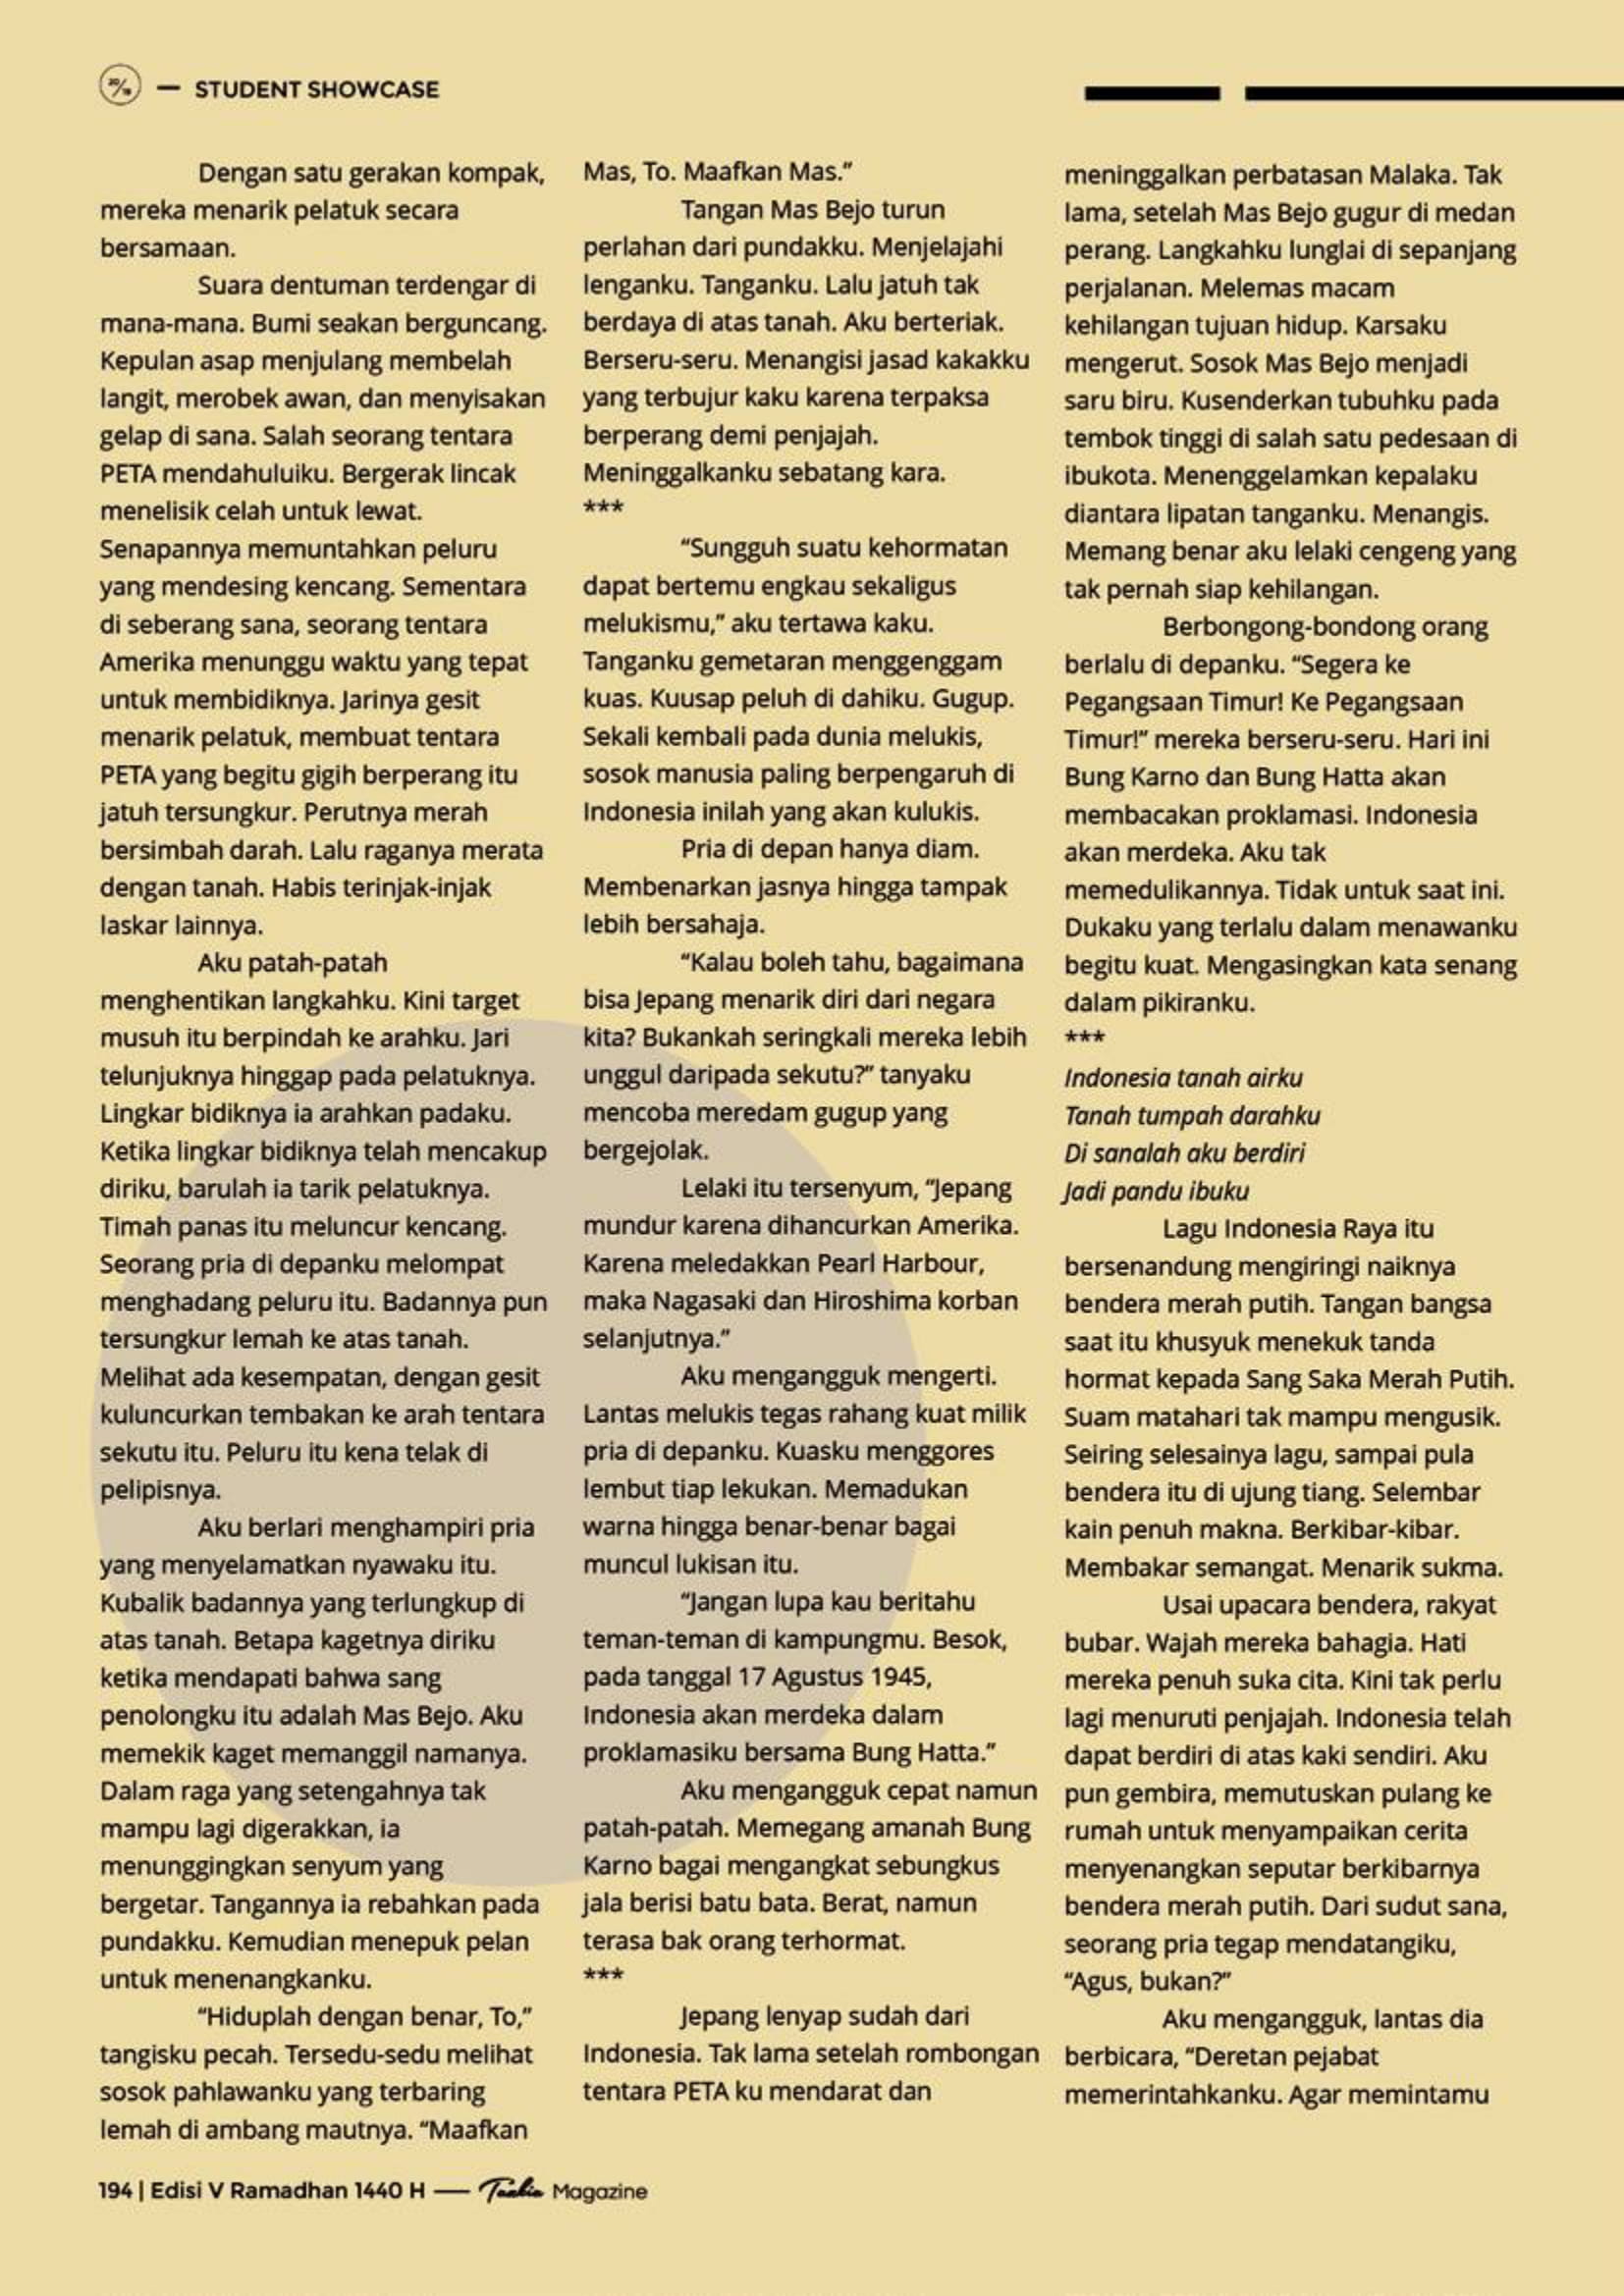 STUDENT SHOWCASE
Dengan satu gerakan kompak,
mereka menarik pelatuk secara
bersamaan.
Suara dentuman terdengar di
mana-mana. Bumi seakan berguncang.
Kepulan asap menjulang membelah
langit, merobek awan, dan menyisakan
gelap di sana. Salah seorang tentara
PETA mendahuluiku. Bergerak lincak
menelisik celah untuk lewat.
Senapannya memuntahkan peluru
yang mendesing kencang. Sementara
di seberang sana, seorang tentara
Amerika menunggu waktu yang tepat
untuk membidiknya. Jarinya gesit
menarik pelatuk, membuat tentara
PETA yang begitu gigih berperang itu
jatuh tersungkur. Perutnya merah
bersimbah darah. Lalu raganya merata
dengan tanah. Habis terinjak-injak
laskar lainnya.
Aku patah-patah
menghentikan langkahku. Kini target
musuh itu berpindah ke arahku. Jari
telunjuknya hinggap pada pelatuknya.
Lingkar bidiknya ia arahkan padaku.
Ketika lingkar bidiknya telah mencakup
diriku, barulah ia tarik pelatuknya.
Timah panas itu meluncur kencang.
Seorang pria di depanku melompat
menghadang peluru itu. Badannya pun
tersungkur lemah ke atas tanah.
Melihat ada kesempatan, dengan gesit
kuluncurkan tembakan ke arah tentara
sekutu itu. Peluru itu kena telak di
pelipisnya.
Aku berlari menghampiri pria
yang menyelamatkan nyawaku itu.
Kubalik badannya yang terlungkup di
atas tanah. Betapa kagetnya diriku
ketika mendapati bahwa sang
penolongku itu adalah Mas Bejo. Aku
memekik kaget memanggil namanya.
Dalam raga yang setengahnya tak
mampu lagi digerakkan, ia
menunggingkan senyum yang
bergetar. Tangannya ia rebahkan pada
pundakku. Kemudian menepuk pelan
untuk menenangkanku.
“Hiduplah dengan benar, To,”
tangisku pecah. Tersedu-sedu melihat
sosok pahlawanku yang terbaring
lemah di ambang mautnya. “Maafkan
Mas, To. Maafkan Mas.”
Tangan Mas Bejo turun
perlahan dari pundakku. Menjelajahi
lenganku. Tanganku. Lalu jatuh tak
berdaya di atas tanah. Aku berteriak.
Berseru-seru. Menangisi jasad kakakku
yang terbujur kaku karena terpaksa
berperang demi penjajah.
Meninggalkanku sebatang kara.
***
“Sungguh suatu kehormatan
dapat bertemu engkau sekaligus
melukismu,” aku tertawa kaku.
Tanganku gemetaran menggenggam
kuas. Kuusap peluh di dahiku. Gugup.
Sekali kembali pada dunia melukis,
sosok manusia paling berpengaruh di
Indonesia inilah yang akan kulukis.
Pria di depan hanya diam.
Membenarkan jasnya hingga tampak
lebih bersahaja.
“Kalau boleh tahu, bagaimana
bisa Jepang menarik diri dari negara
kita? Bukankah seringkali mereka lebih
unggul daripada sekutu?” tanyaku
mencoba meredam gugup yang
bergejolak.
Lelaki itu tersenyum, “Jepang
mundur karena dihancurkan Amerika.
Karena meledakkan Pearl Harbour,
maka Nagasaki dan Hiroshima korban
selanjutnya.”
Aku mengangguk mengerti.
Lantas melukis tegas rahang kuat milik
pria di depanku. Kuasku menggores
lembut tiap lekukan. Memadukan
warna hingga benar-benar bagai
muncul lukisan itu.
“Jangan lupa kau beritahu
teman-teman di kampungmu. Besok,
pada tanggal 17 Agustus 1945,
Indonesia akan merdeka dalam
proklamasiku bersama Bung Hatta.”
Aku mengangguk cepat namun
patah-patah. Memegang amanah Bung
Karno bagai mengangkat sebungkus
jala berisi batu bata. Berat, namun
terasa bak orang terhormat.
***
Jepang lenyap sudah dari
Indonesia. Tak lama setelah rombongan
tentara PETA ku mendarat dan
meninggalkan perbatasan Malaka. Tak
lama, setelah Mas Bejo gugur di medan
perang. Langkahku lunglai di sepanjang
perjalanan. Melemas macam
kehilangan tujuan hidup. Karsaku
mengerut. Sosok Mas Bejo menjadi
saru biru. Kusenderkan tubuhku pada
tembok tinggi di salah satu pedesaan di
ibukota. Menenggelamkan kepalaku
diantara lipatan tanganku. Menangis.
Memang benar aku lelaki cengeng yang
tak pernah siap kehilangan.
Berbongong-bondong orang
berlalu di depanku. “Segera ke
Pegangsaan Timur! Ke Pegangsaan
Timur!” mereka berseru-seru. Hari ini
Bung Karno dan Bung Hatta akan
membacakan proklamasi. Indonesia
akan merdeka. Aku tak
memedulikannya. Tidak untuk saat ini.
Dukaku yang terlalu dalam menawanku
begitu kuat. Mengasingkan kata senang
dalam pikiranku.
***
Indonesia tanah airku
Tanah tumpah darahku
Di sanalah aku berdiri
Jadi pandu ibuku
Lagu Indonesia Raya itu
bersenandung mengiringi naiknya
bendera merah putih. Tangan bangsa
saat itu khusyuk menekuk tanda
hormat kepada Sang Saka Merah Putih.
Suam matahari tak mampu mengusik.
Seiring selesainya lagu, sampai pula
bendera itu di ujung tiang. Selembar
kain penuh makna. Berkibar-kibar.
Membakar semangat. Menarik sukma.
Usai upacara bendera, rakyat
bubar. Wajah mereka bahagia. Hati
mereka penuh suka cita. Kini tak perlu
lagi menuruti penjajah. Indonesia telah
dapat berdiri di atas kaki sendiri. Aku
pun gembira, memutuskan pulang ke
rumah untuk menyampaikan cerita
menyenangkan seputar berkibarnya
bendera merah putih. Dari sudut sana,
seorang pria tegap mendatangiku,
“Agus, bukan?”
Aku mengangguk, lantas dia
berbicara, “Deretan pejabat
memerintahkanku. Agar memintamu
194 | Edisi V Ramadhan 1440 H — Magazine